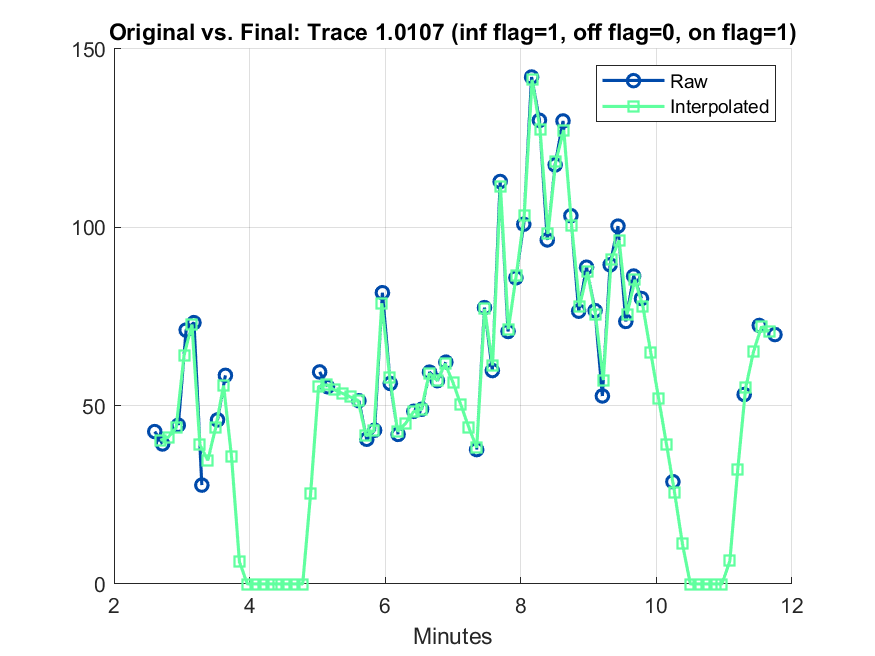 Original vs. Final: Trace 1.0107 (inf flag=1, off flag=0, on flag=1)
150
Raw
Interpolated
100
50
0
2 4 6 8 10 12
Minutes